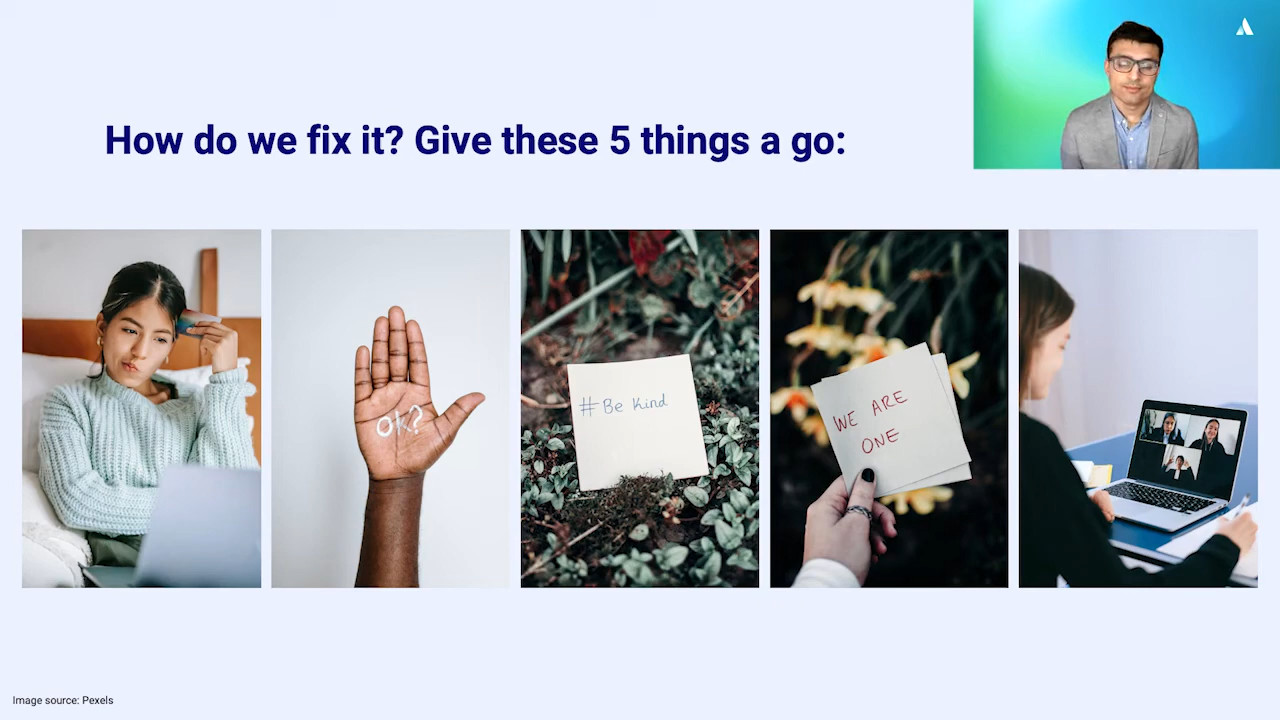 How do we fix it? Give these 5 things a go:
ok?
# Be kind
WE ARE
ONE
Image source: Pexels